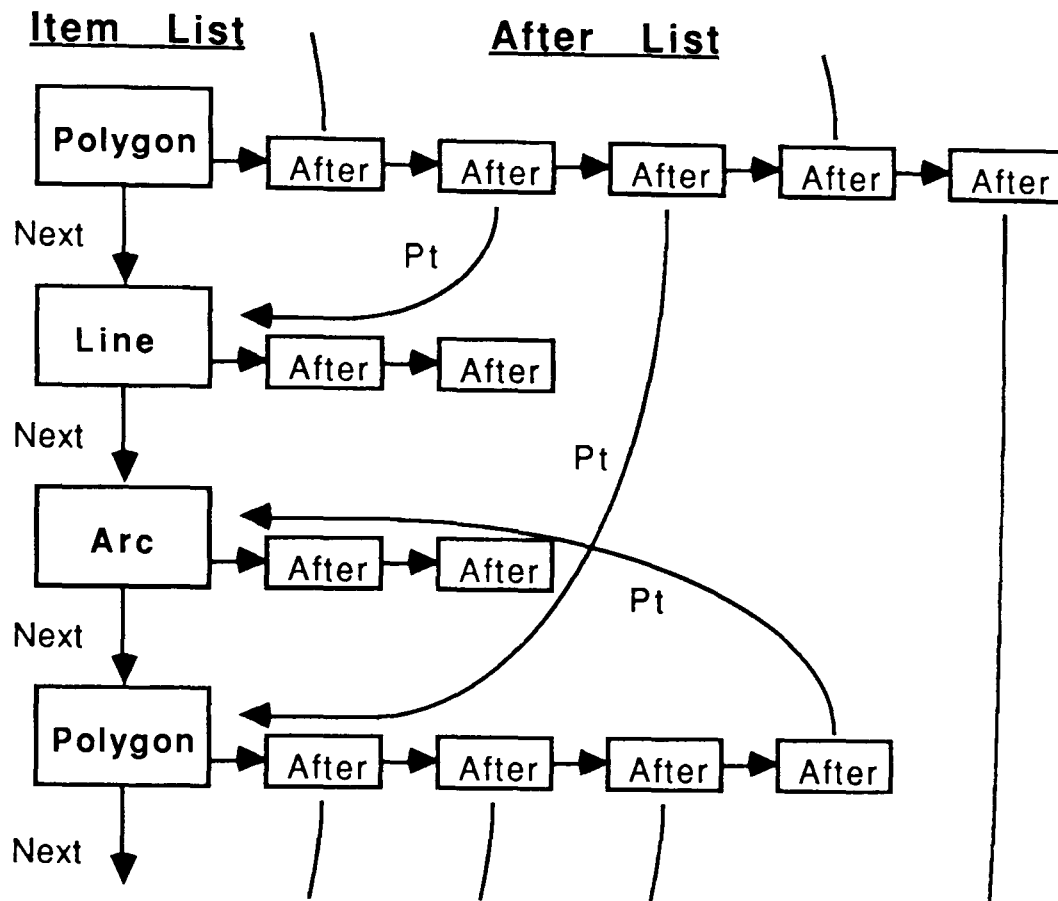 Item List
After List
Polygon
After
After
After
After
After
Next
Pt
Line
After
After
Next
Pt
Arc
After
After
Pt
Next
Polygon
After
After
After
After
Next